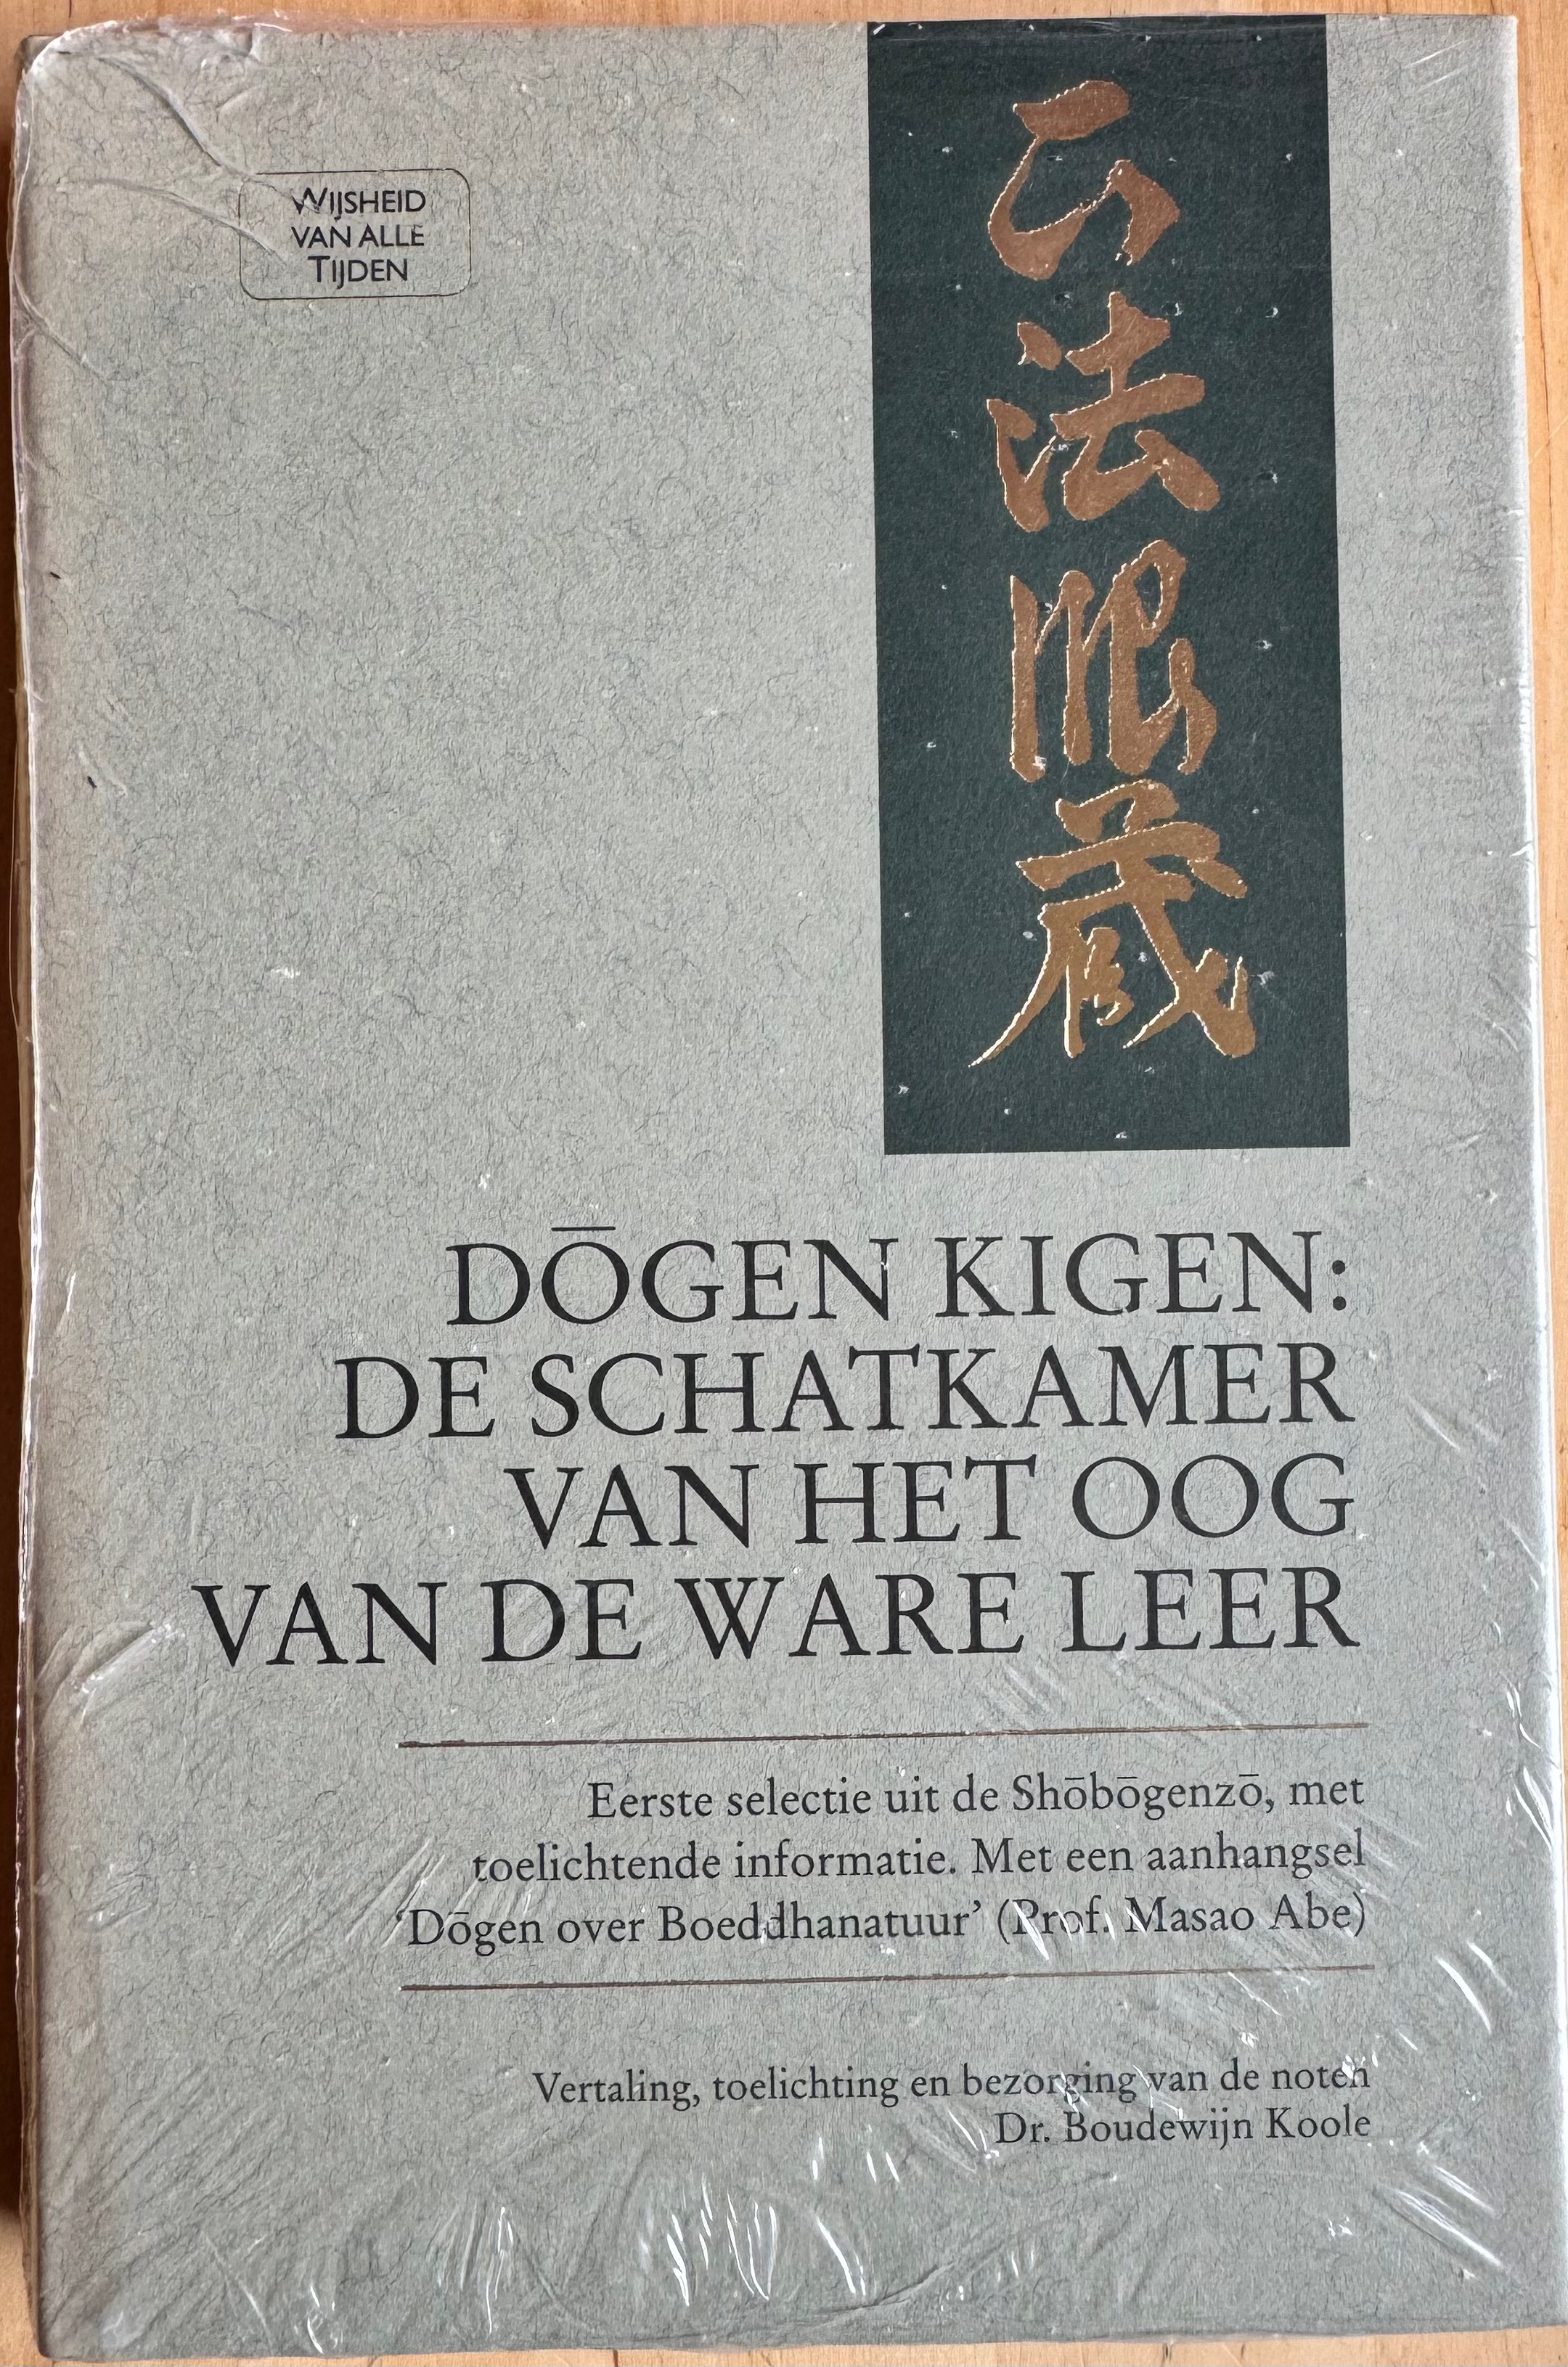 WIJSHEID
VAN ALLE
TIJDEN
正法眼蔵
DŌGEN KIGEN:
DE SCHATKAMER
VAN HET OOG
VAN DE WARE LEER
Eerste selectie uit de Shōbōgenzō, met
toelichtende informatie. Met een aanhangsel
‘Dōgen over Boeddhanatuur’ (Prof. Masao Abe)
Vertaling, toelichting en bezorging van de noten
Dr. Boudewijn Koole